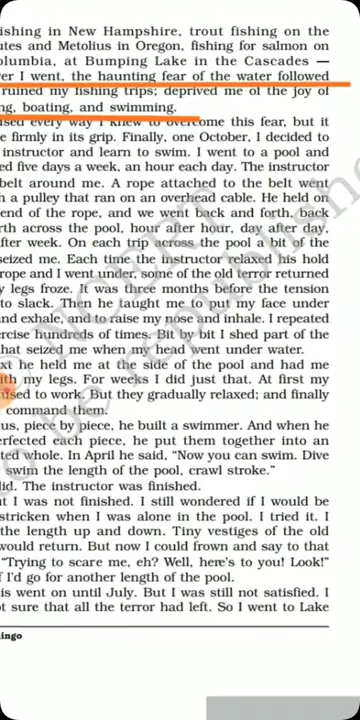 ishing in New Hampshire, trout fishing on the
utes and Metolius in Oregon, fishing for salmon on
olumbia, at Bumping Lake in the Cascades —
er I went, the haunting fear of the water followed
ruined my fishing trips; deprived me of the joy of
ng, boating, and swimming.
used every way I knew to overcome this fear, but it
e firmly in its grip. Finally, one October, I decided to
instructor and learn to swim. I went to a pool and
ed five days a week, an hour each day. The instructor
belt around me. A rope attached to the belt went
h a pulley that ran on an overhead cable. He held on
end of the rope, and we went back and forth, back
rth across the pool, hour after hour, day after day,
fter week. On each trip across the pool a bit of the
seized me. Each time the instructor relaxed his hold
rope and I went under, some of the old terror returned
y legs froze. It was three months before the tension
to slack. Then he taught me to put my face under
and exhale, and to raise my nose and inhale. I repeated
ercise hundreds of times. Bit by bit I shed part of the
hat seized me when my head went under water.
xt he held me at the side of the pool and had me
ith my legs. For weeks I did just that. At first my
used to work. But they gradually relaxed; and finally
command them.
us, piece by piece, he built a swimmer. And when he
erfected each piece, he put them together into an
ted whole. In April he said, “Now you can swim. Dive
swim the length of the pool, crawl stroke.”
did. The instructor was finished.
t I was not finished. I still wondered if I would be
stricken when I was alone in the pool. I tried it. I
the length up and down. Tiny vestiges of the old
would return. But now I could frown and say to that
“Trying to scare me, eh? Well, here’s to you! Look!”
f I’d go for another length of the pool.
is went on until July. But I was still not satisfied. I
t sure that all the terror had left. So I went to Lake
ingo